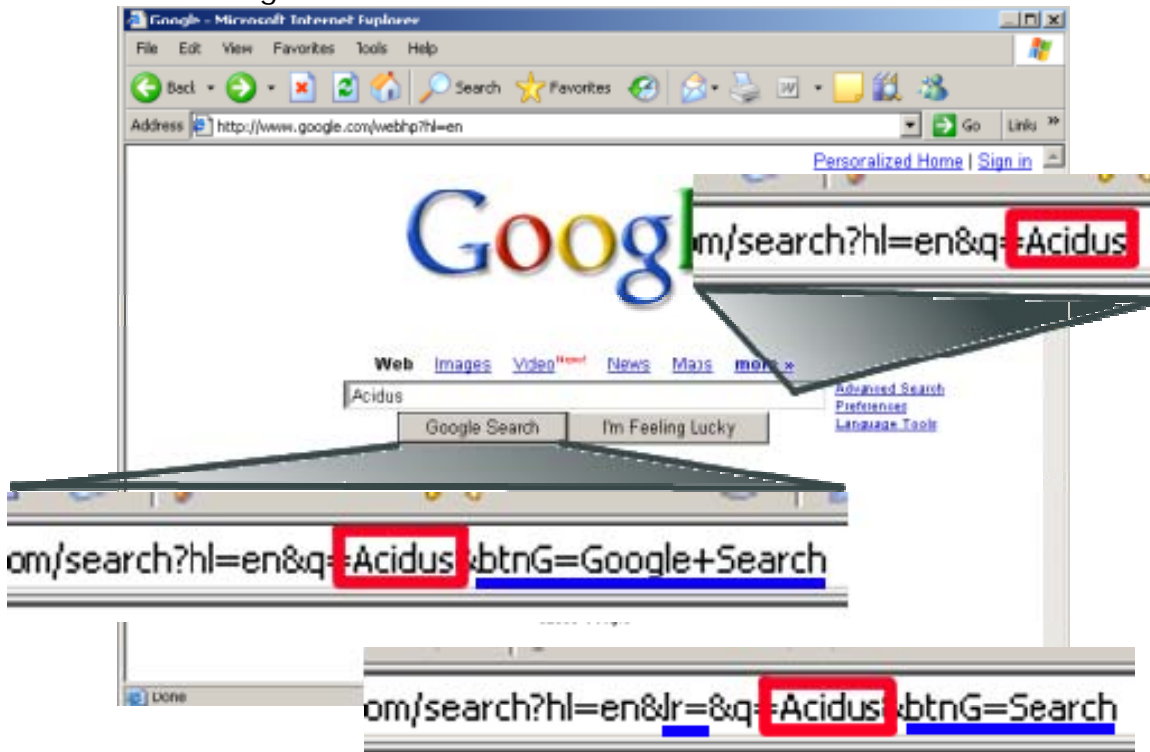 Google - Microsoft Internet Explorer
File Edit View Favorites Tools Help
Back Search Favorites
Address http://www.google.com/webhp?hl=en Go Links »
Personalized Home | Sign in
Googl
om/search?hl=en&q=Acidus
Web Images Video New! News Maps more »
Acidus
Advanced Search
Preferences
Language Tools
Google Search I'm Feeling Lucky
om/search?hl=en&q=Acidus&btnG=Google+Search
Done
om/search?hl=en&lr=&q=Acidus&btnG=Search